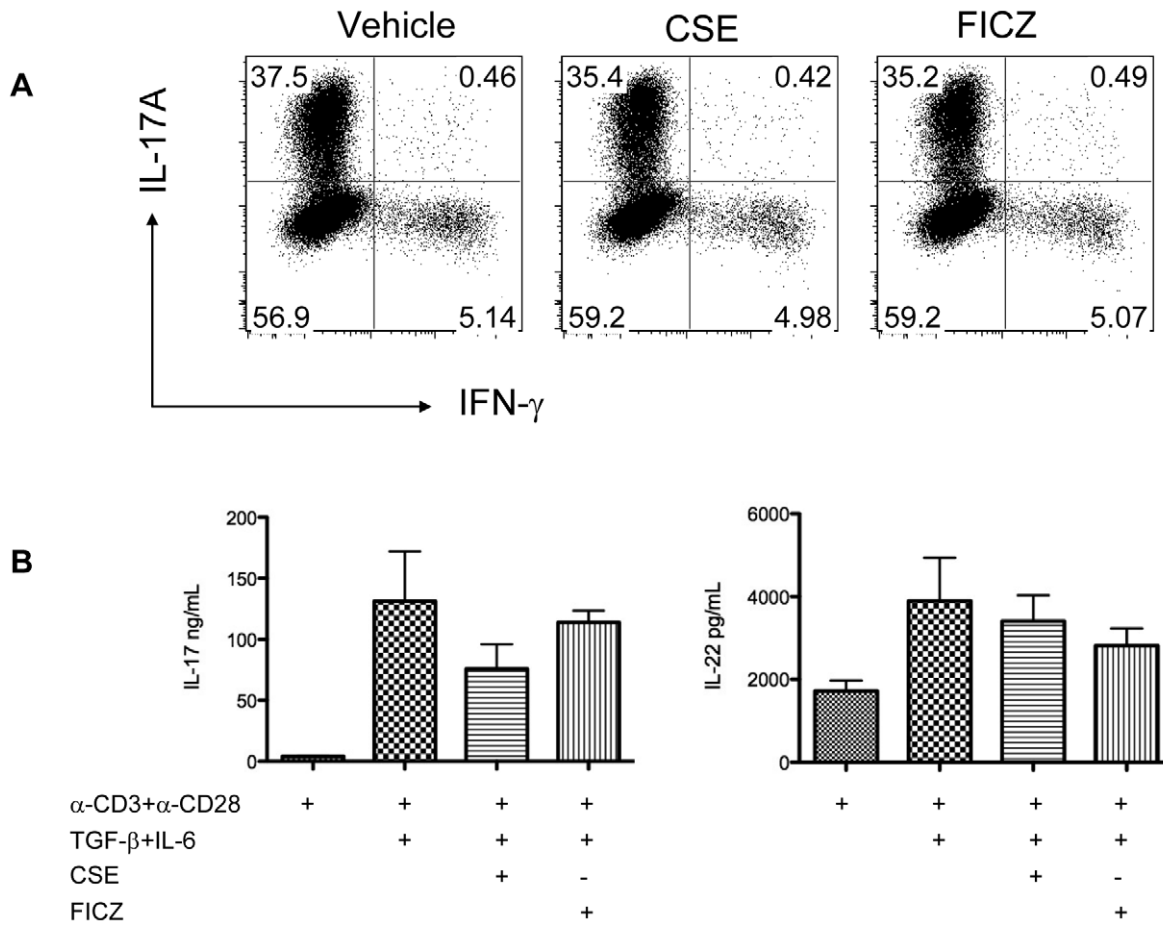 Vehicle CSE FICZ
A
IL-17A
37.5 0.46 35.4 0.42 35.2 0.49
56.9 5.14 59.2 4.98 59.2 5.07
IFN-γ
B
IL-17 ng/mL
200
150
100
50
0
IL-22 pg/mL
6000
4000
2000
0
α-CD3+α-CD28 + + + + + + + +
TGF-β+IL-6 + + + + + +
CSE + - + -
FICZ + +